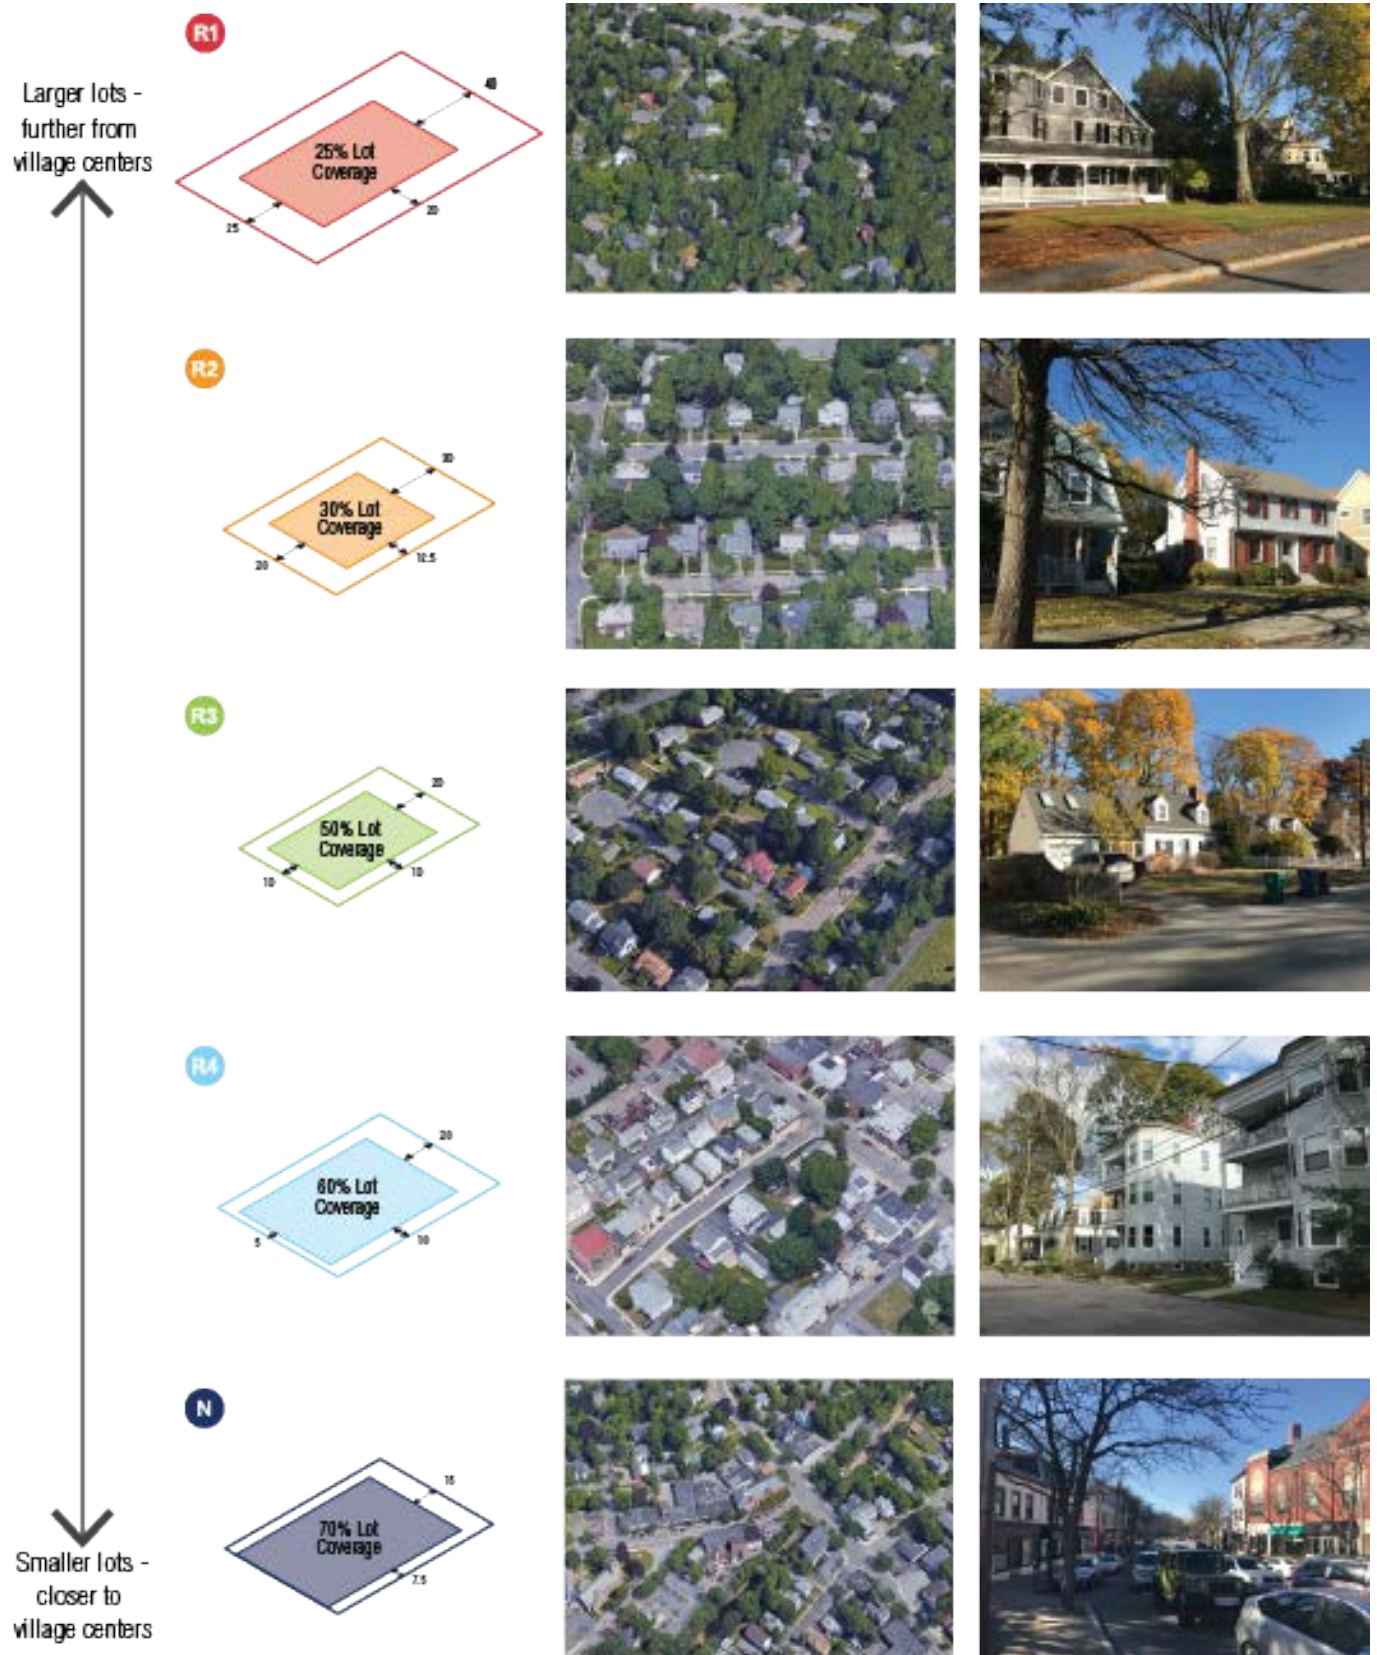 R1
40
Larger lots -
further from
village centers
25% Lot
Coverage
20
25
R2
30
30% Lot
Coverage
12.5
20
R3
20
50% Lot
Coverage
10
10
R4
20
60% Lot
Coverage
10
5
N
15
70% Lot
Coverage
7.5
Smaller lots -
closer to
village centers